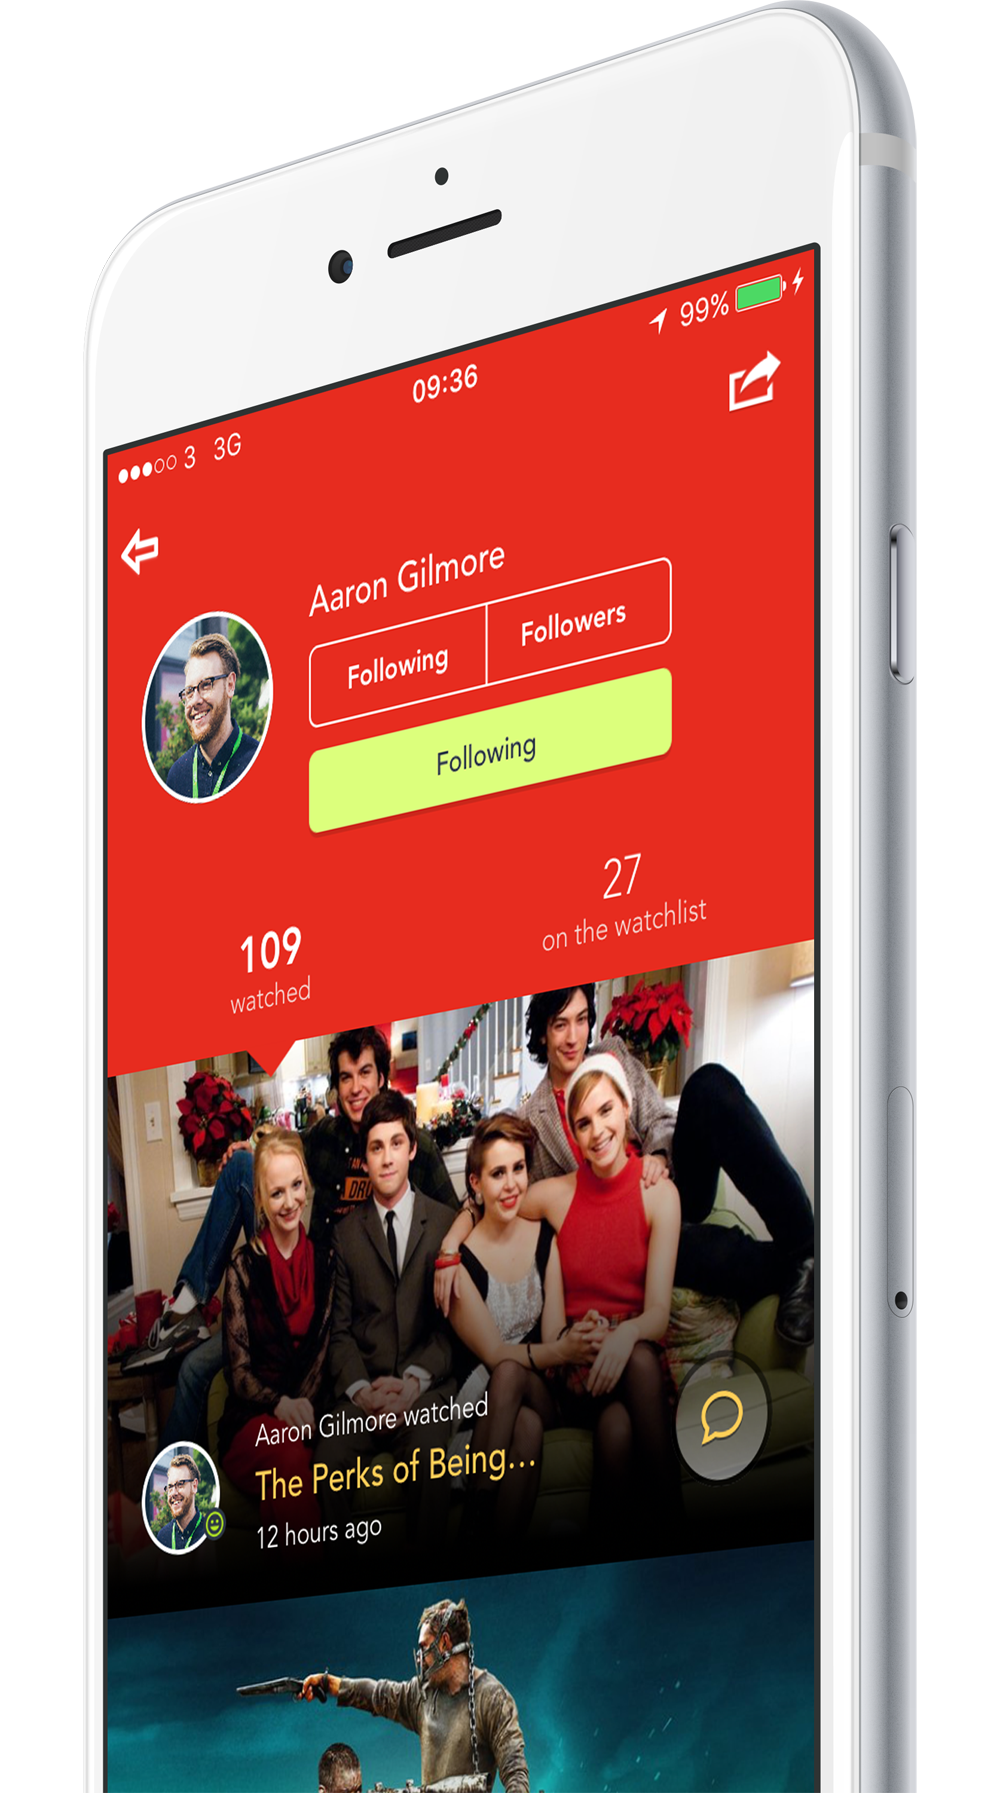 3 3G
09:36
99%
Aaron Gilmore
Following
Followers
Following
109
watched
27
on the watchlist
Aaron Gilmore watched
The Perks of Being...
12 hours ago